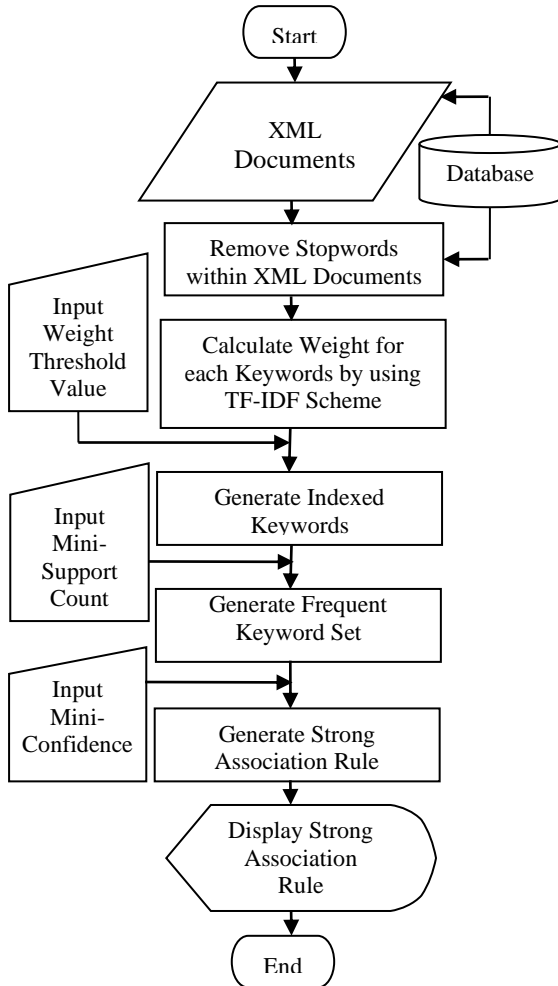 Start
XML
Documents
Database
Remove Stopwords
within XML Documents
Input
Weight
Threshold
Value
Calculate Weight for
each Keywords by using
TF-IDF Scheme
Generate Indexed
Keywords
Input
Mini-
Support
Count
Generate Frequent
Keyword Set
Input
Mini-
Confidence
Generate Strong
Association Rule
Display Strong
Association
Rule
End